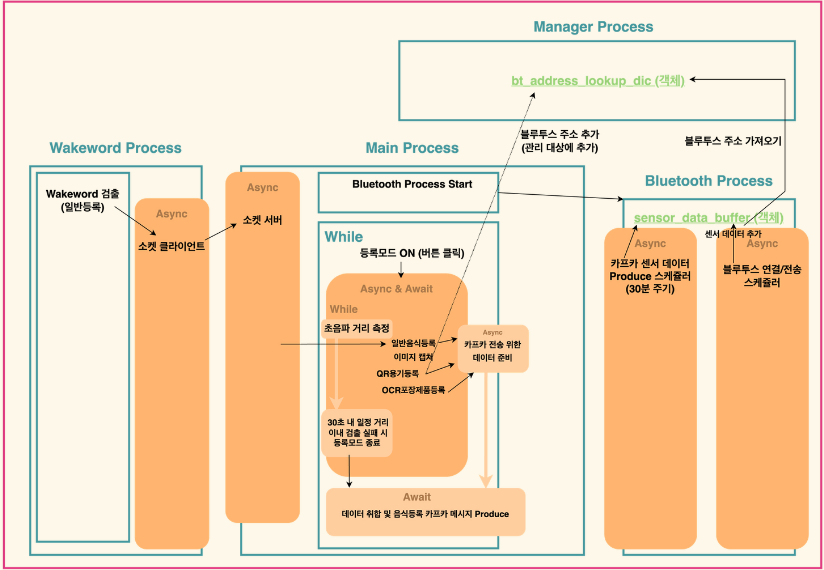 Manager Process
bt_address_lookup_dic (객체)
블루투스 주소 추가
(관리 대상에 추가)
블루투스 주소 가져오기
Wakeword Process
Wakeword 검출
(일반등록)
Async
소켓 클라이언트
Main Process
Async
소켓 서버
Bluetooth Process Start
While
등록모드 ON (버튼 클릭)
Async & Await
While
초음파 거리 측정
일반음식등록
이미지 캡쳐
QR용기등록
OCR포장제품등록
Async
카프카 전송 위한
데이터 준비
30초 내 일정 거리
이내 검출 실패 시
등록모드 종료
Await
데이터 취합 및 음식등록 카프카 메시지 Produce
Bluetooth Process
sensor_data_buffer (객체)
센서 데이터 추가
Async
카프카 센서 데이터
Produce 스케쥴러
(30분 주기)
Async
블루투스 연결/전송
스케쥴러